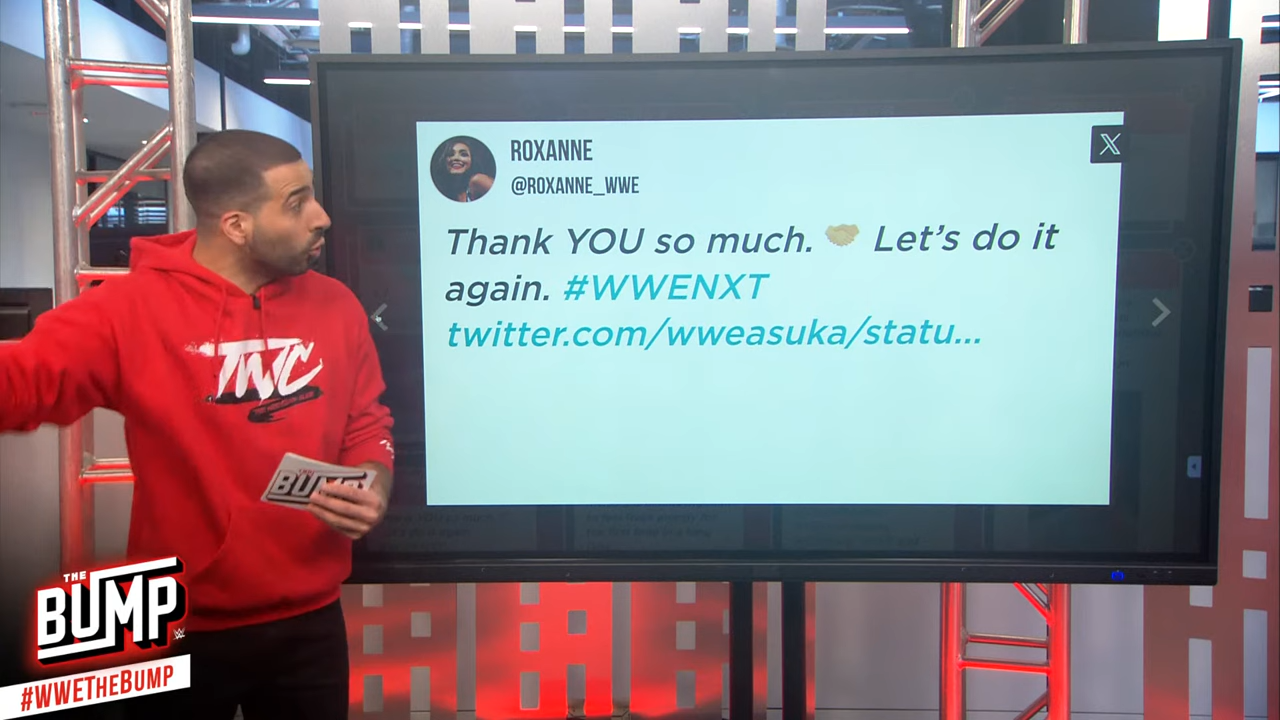 ROXANNE
@ROXANNE_WWE
Thank YOU so much. 🤝 Let's do it
again. #WWENXT
twitter.com/wweasuka/statu...
TWC
BUMP
THE
BUMP
#WWETHEBUMP